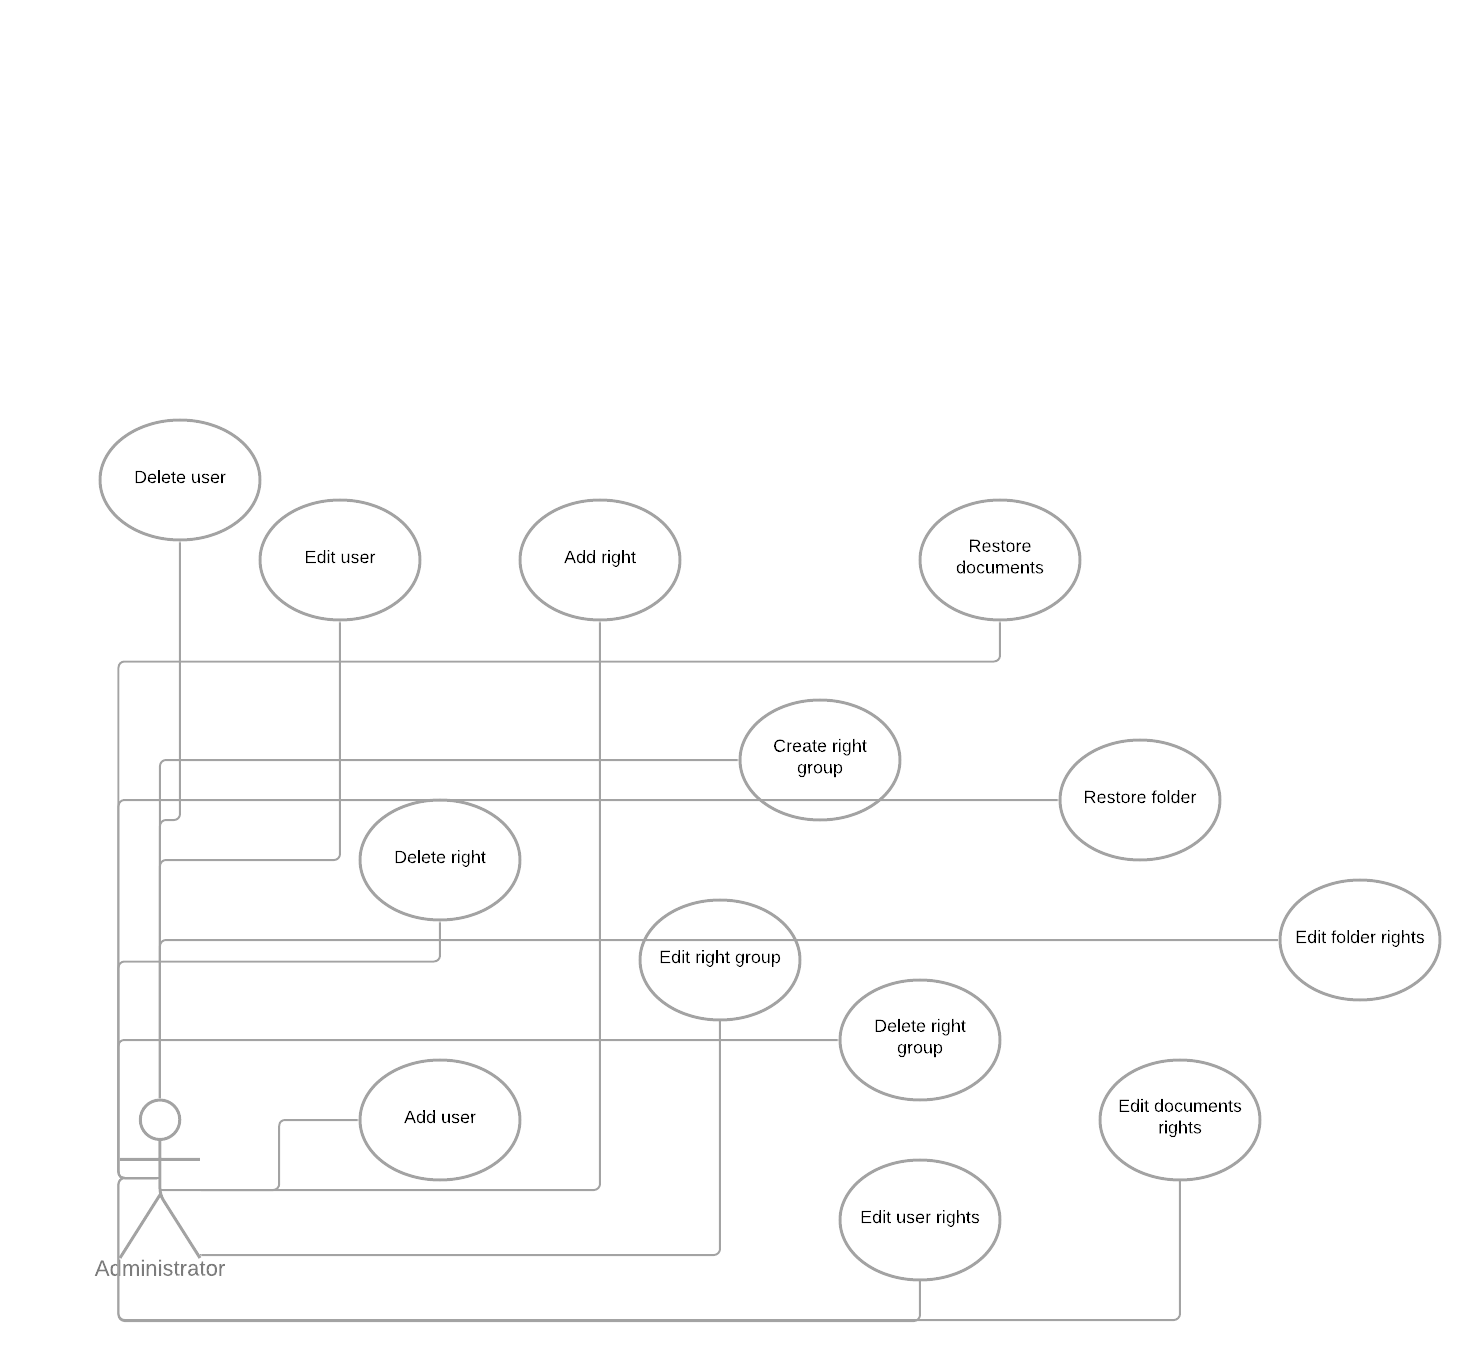 Delete user
Edit user
Add right
Restore
documents
Create right
group
Restore folder
Delete right
Edit folder rights
Edit right group
Delete right
group
Add user
Edit documents
rights
Edit user rights
Administrator